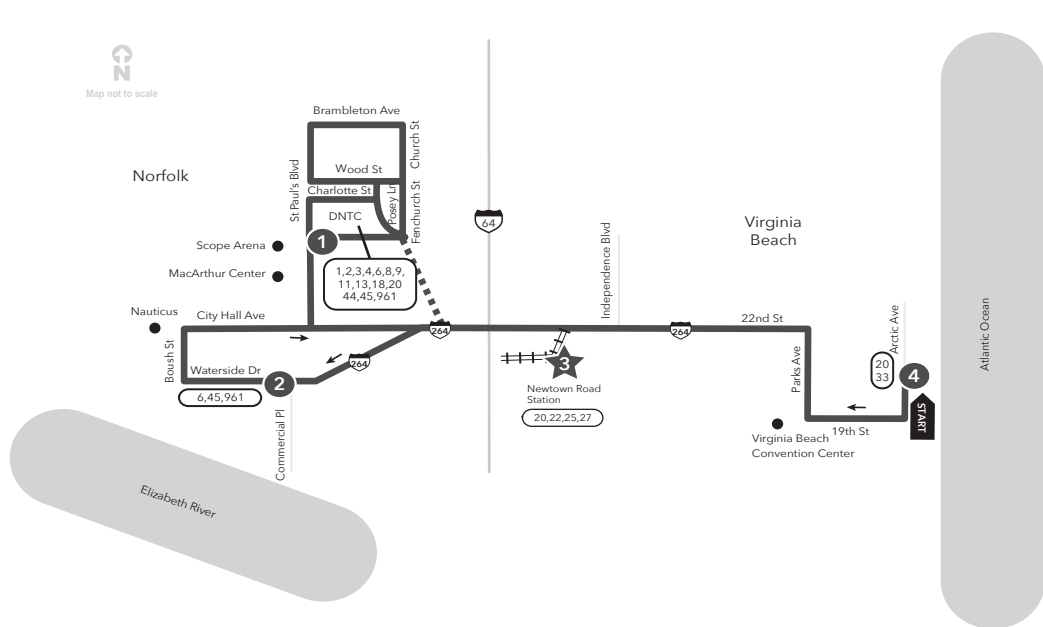 N
Map not to scale
Brambleton Ave
Church St
Wood St
St Paul's Blvd
Norfolk
Charlotte St
Posey Ln
Fenchurch St
DNTC
64
Independence Blvd
Virginia
Beach
1
Scope Arena
MacArthur Center
1,2,3,4,6,8,9,
11,13,18,20
44,45,961
Nauticus
City Hall Ave
264
264
22nd St
Arctic Ave
Atlantic Ocean
Boush St
Waterside Dr
264
2
6,45,961
3
Newtown Road
Station
20,22,25,27
Parks Ave
20
33
4
START
19th St
Virginia Beach
Convention Center
Commercial Pl
Elizabeth River